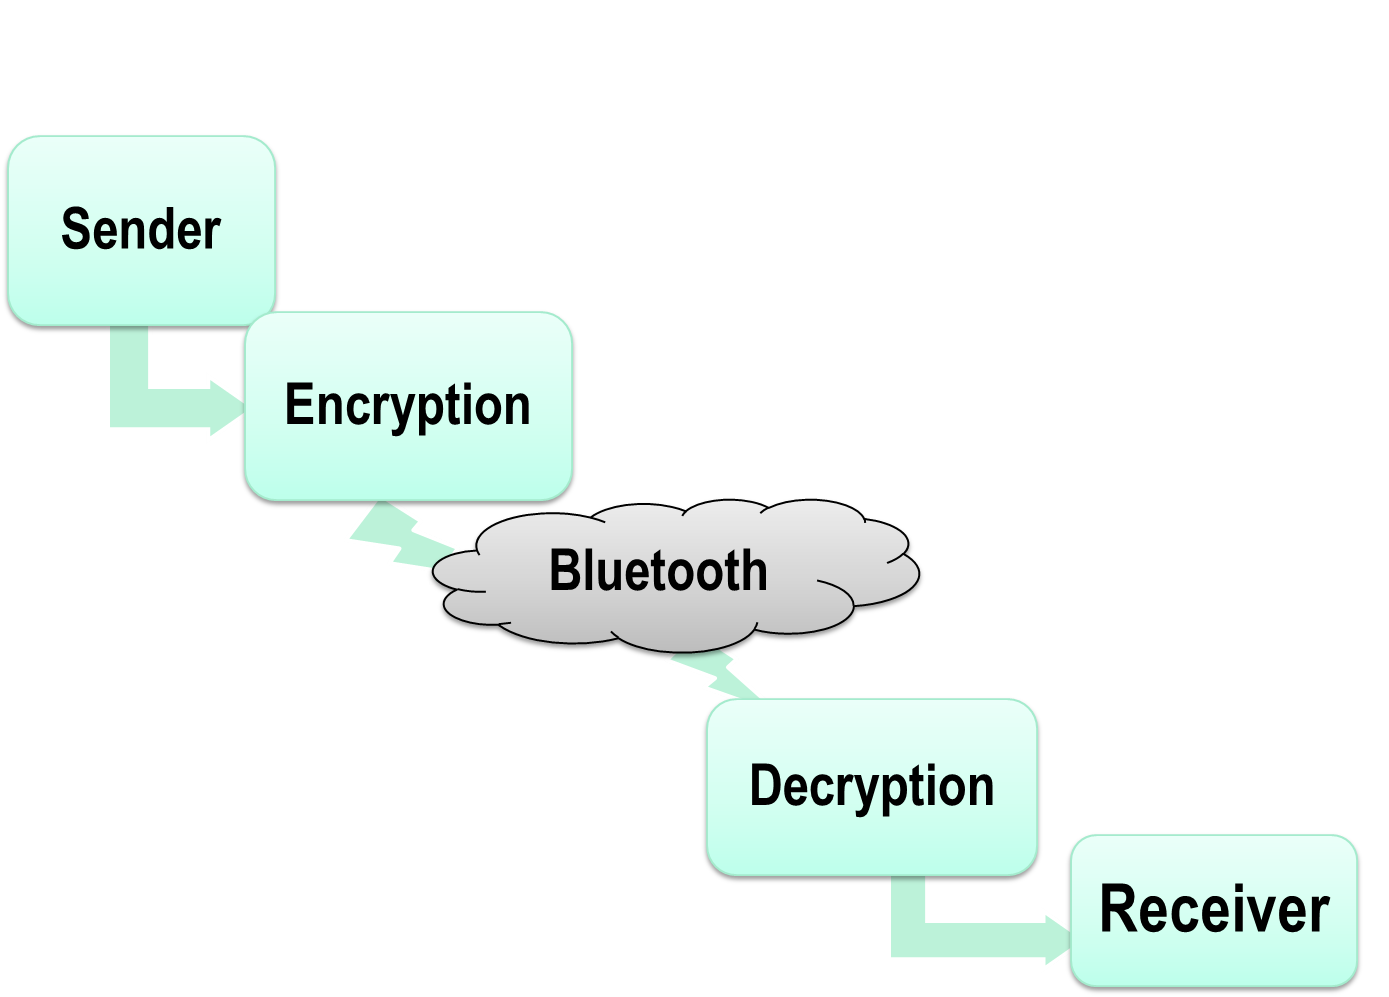 Sender
Encryption
Bluetooth
Decryption
Receiver